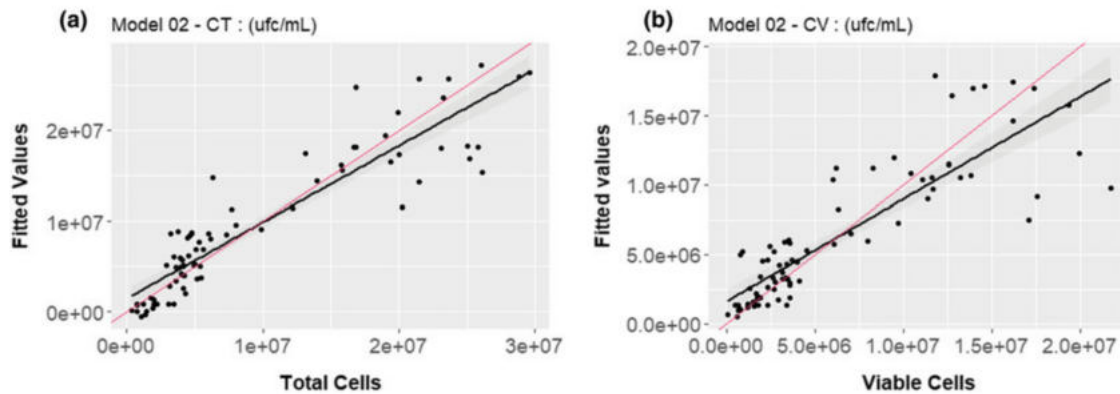 (a) Model 02 - CT : (ufc/mL)
Fitted Values
2e+07
1e+07
0e+00
0e+00 1e+07 2e+07 3e+07
Total Cells
(b) Model 02 - CV : (ufc/mL)
Fitted values
2.0e+07
1.5e+07
1.0e+07
5.0e+06
0.0e+00
0.0e+00 5.0e+06 1.0e+07 1.5e+07 2.0e+07
Viable Cells